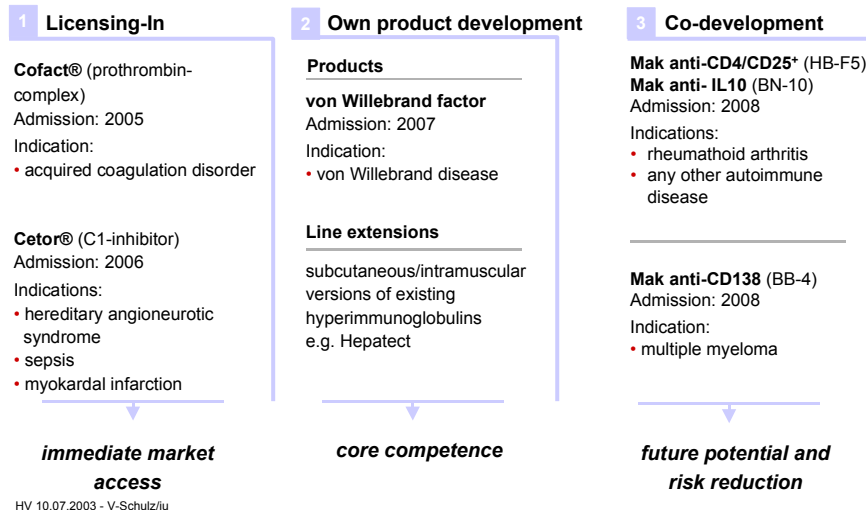 1 Licensing-In
Cofact® (prothrombin-
complex)
Admission: 2005
Indication:
• acquired coagulation disorder
Cetor® (C1-inhibitor)
Admission: 2006
Indications:
• hereditary angioneurotic
syndrome
• sepsis
• myokardal infarction
immediate market
access
2 Own product development
Products
von Willebrand factor
Admission: 2007
Indication:
• von Willebrand disease
Line extensions
subcutaneous/intramuscular
versions of existing
hyperimmunoglobulins
e.g. Hepatect
core competence
3 Co-development
Mak anti-CD4/CD25⁺ (HB-F5)
Mak anti- IL10 (BN-10)
Admission: 2008
Indications:
• rheumathoid arthritis
• any other autoimmune
disease
Mak anti-CD138 (BB-4)
Admission: 2008
Indication:
• multiple myeloma
future potential and
risk reduction
HV 10.07.2003 - V-Schulz/iu